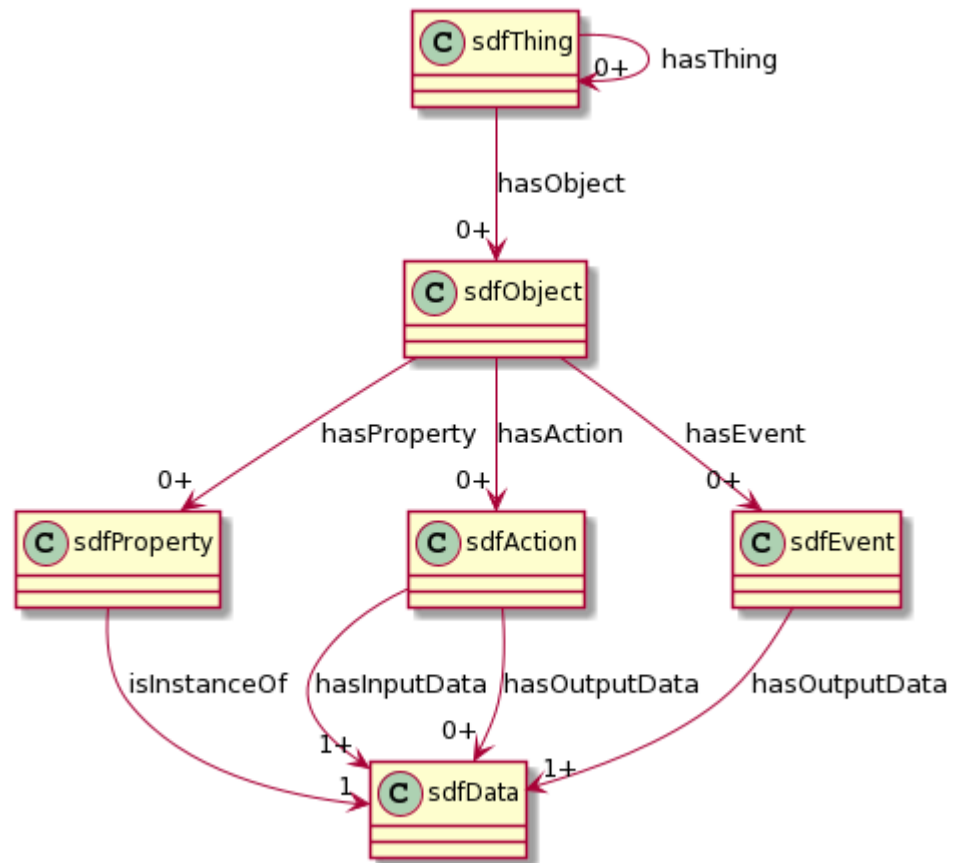 C sdfThing
0+ hasThing
hasObject
0+
C sdfObject
hasProperty hasAction hasEvent
0+ 0+ 0+
C sdfProperty C sdfAction C sdfEvent
isInstanceOf hasInputData hasOutputData hasOutputData
1+ 0+
1 1+
C sdfData